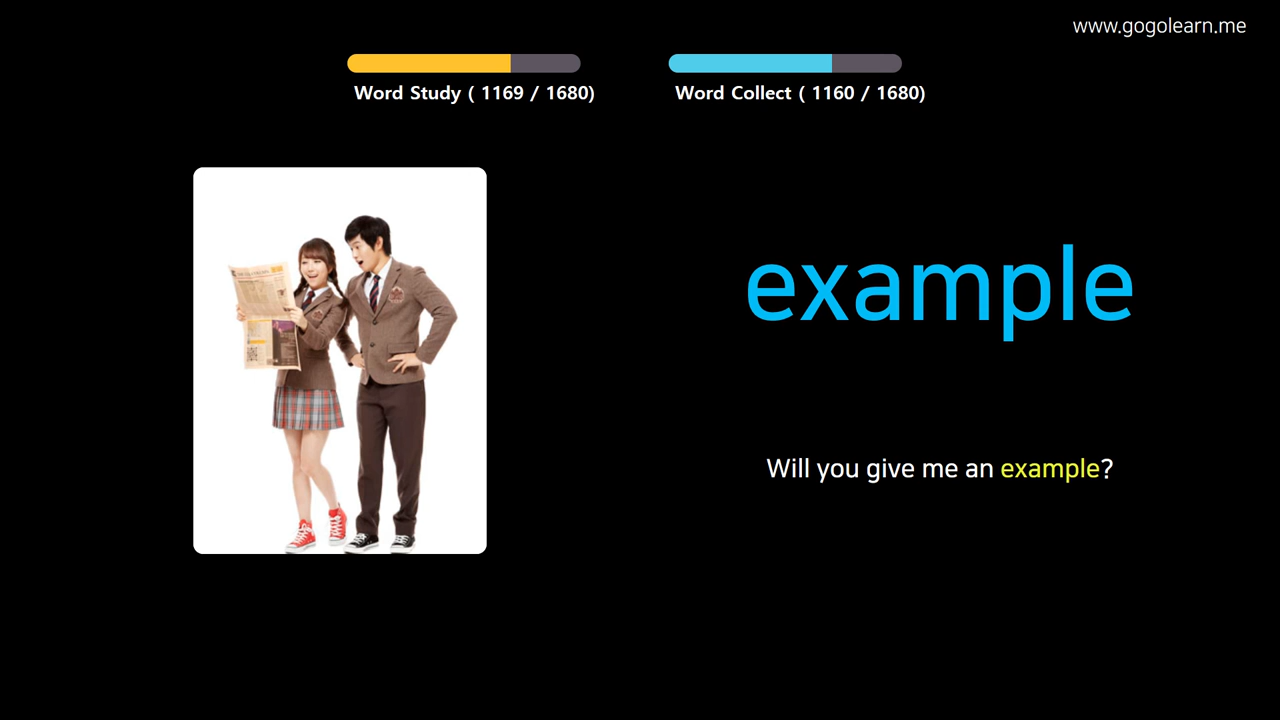 www.gogolearn.me
Word Study ( 1169 / 1680)
Word Collect ( 1160 / 1680)
example
Will you give me an example?